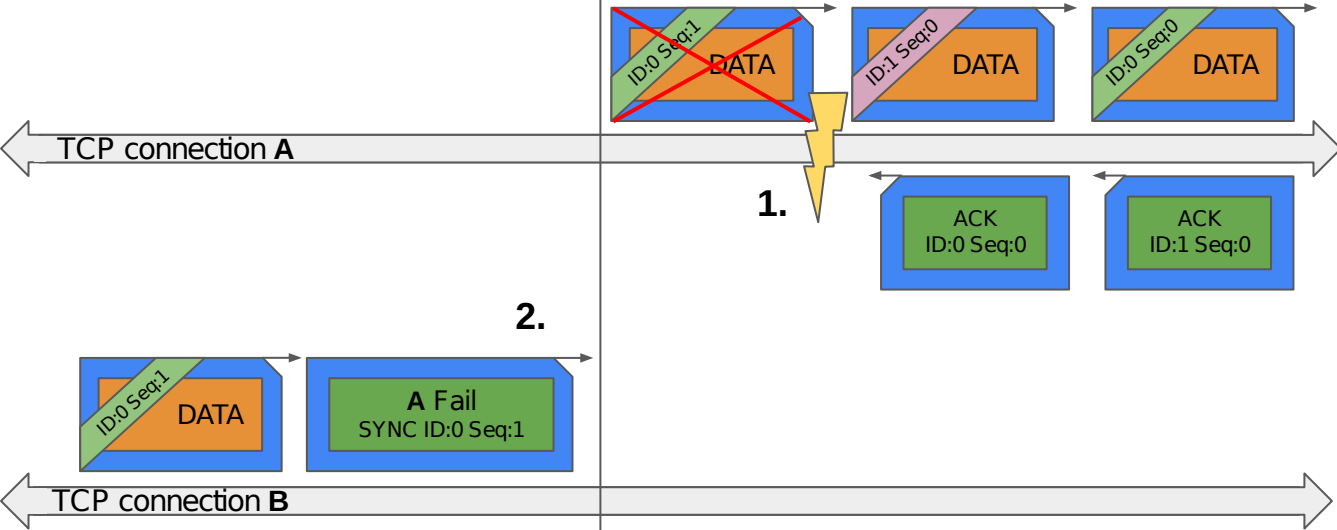 ID:0 Seq:1
DATA
ID:1 Seq:0
DATA
ID:0 Seq:0
DATA
TCP connection A
1.
ACK
ID:0 Seq:0
ACK
ID:1 Seq:0
2.
ID:0 Seq:1
DATA
A Fail
SYNC ID:0 Seq:1
TCP connection B